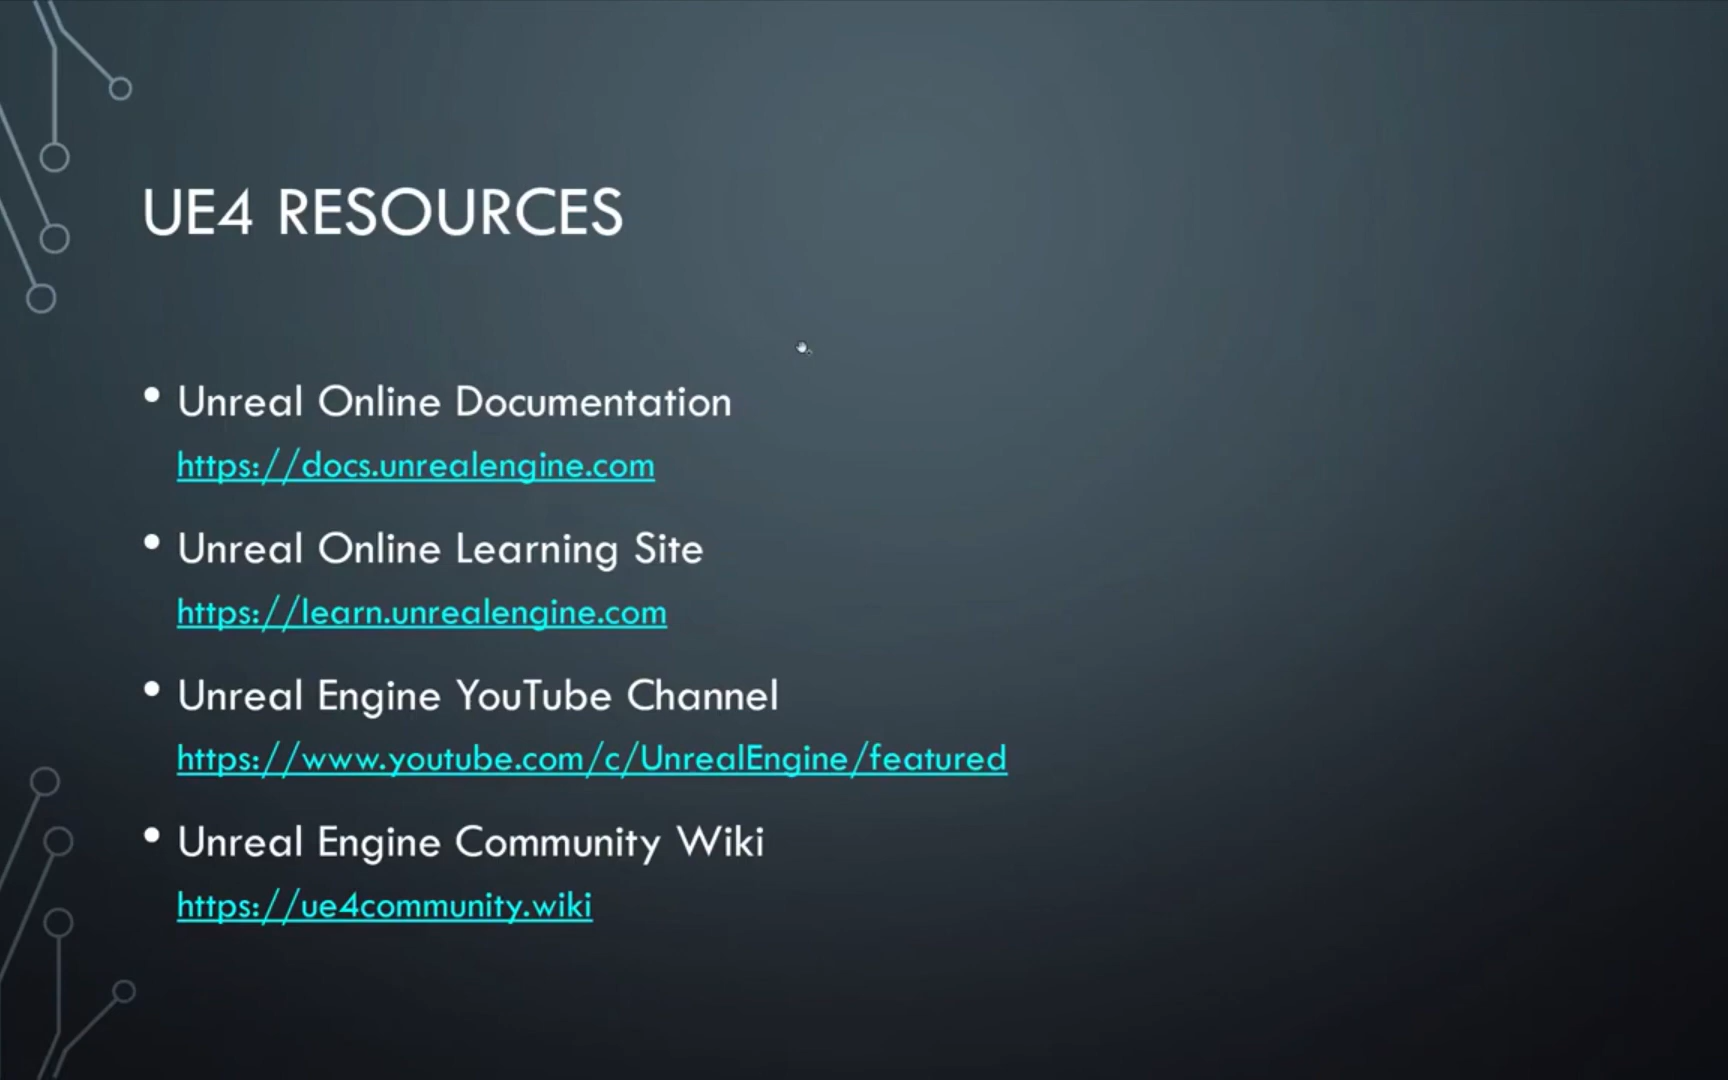 UE4 RESOURCES
• Unreal Online Documentation
https://docs.unrealengine.com
• Unreal Online Learning Site
https://learn.unrealengine.com
• Unreal Engine YouTube Channel
https://www.youtube.com/c/UnrealEngine/featured
• Unreal Engine Community Wiki
https://ue4community.wiki